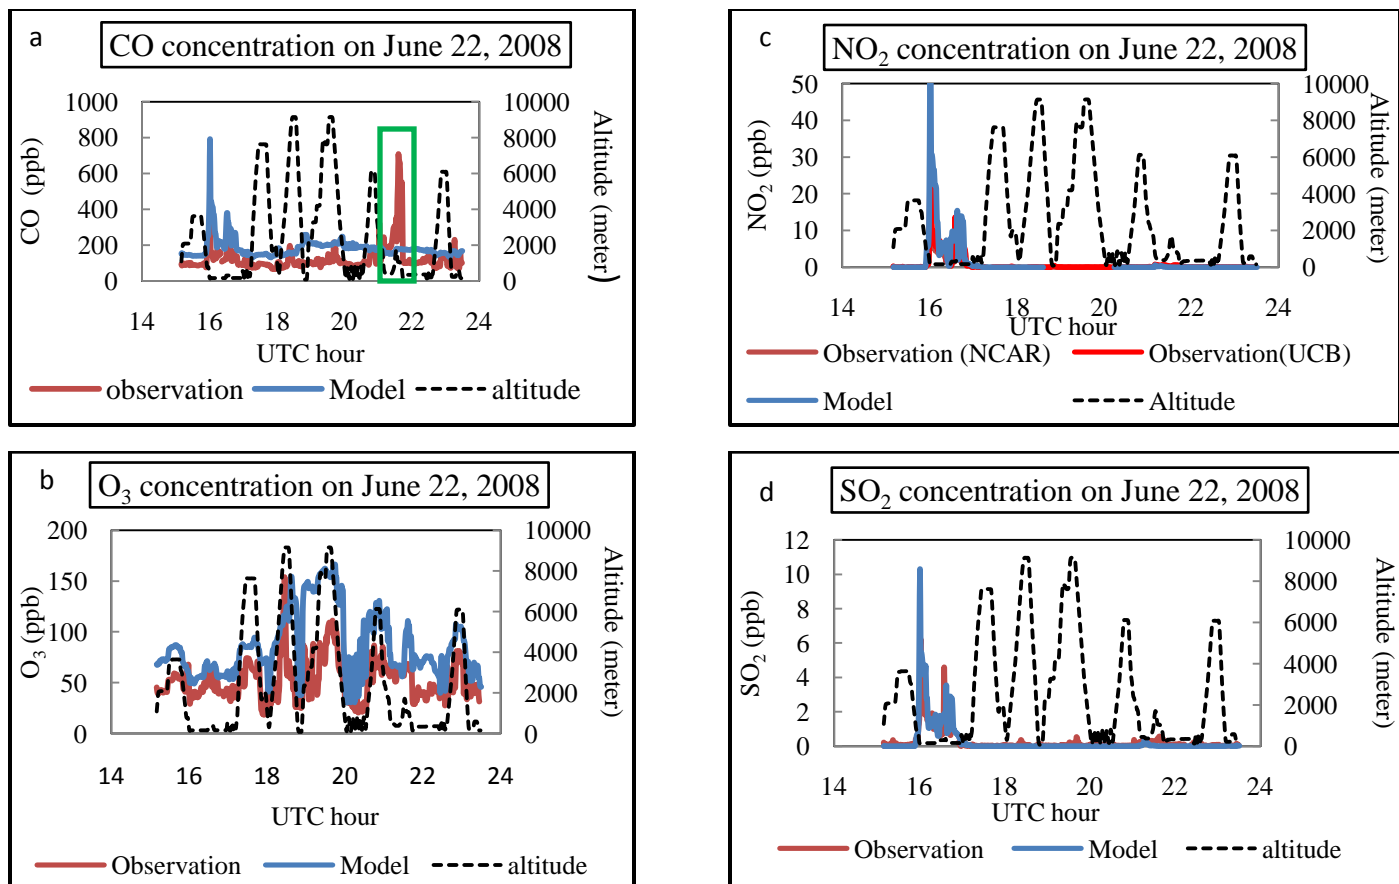 a
CO concentration on June 22, 2008
1000
800
600
400
200
0
CO (ppb)
10000
8000
6000
4000
2000
0
Altitude (meter)
14 16 18 20 22 24
UTC hour
observation Model altitude
c
NO₂ concentration on June 22, 2008
50
40
30
20
10
0
NO₂ (ppb)
10000
8000
6000
4000
2000
0
Altitude (meter)
14 16 18 20 22 24
UTC hour
Observation (NCAR) Observation(UCB)
Model Altitude
b
O₃ concentration on June 22, 2008
200
150
100
50
0
O₃ (ppb)
10000
8000
6000
4000
2000
0
Altitude (meter)
14 16 18 20 22 24
UTC hour
Observation Model altitude
d
SO₂ concentration on June 22, 2008
12
10
8
6
4
2
0
SO₂ (ppb)
10000
8000
6000
4000
2000
0
Altitude (meter)
14 16 18 20 22 24
UTC hour
Observation Model altitude